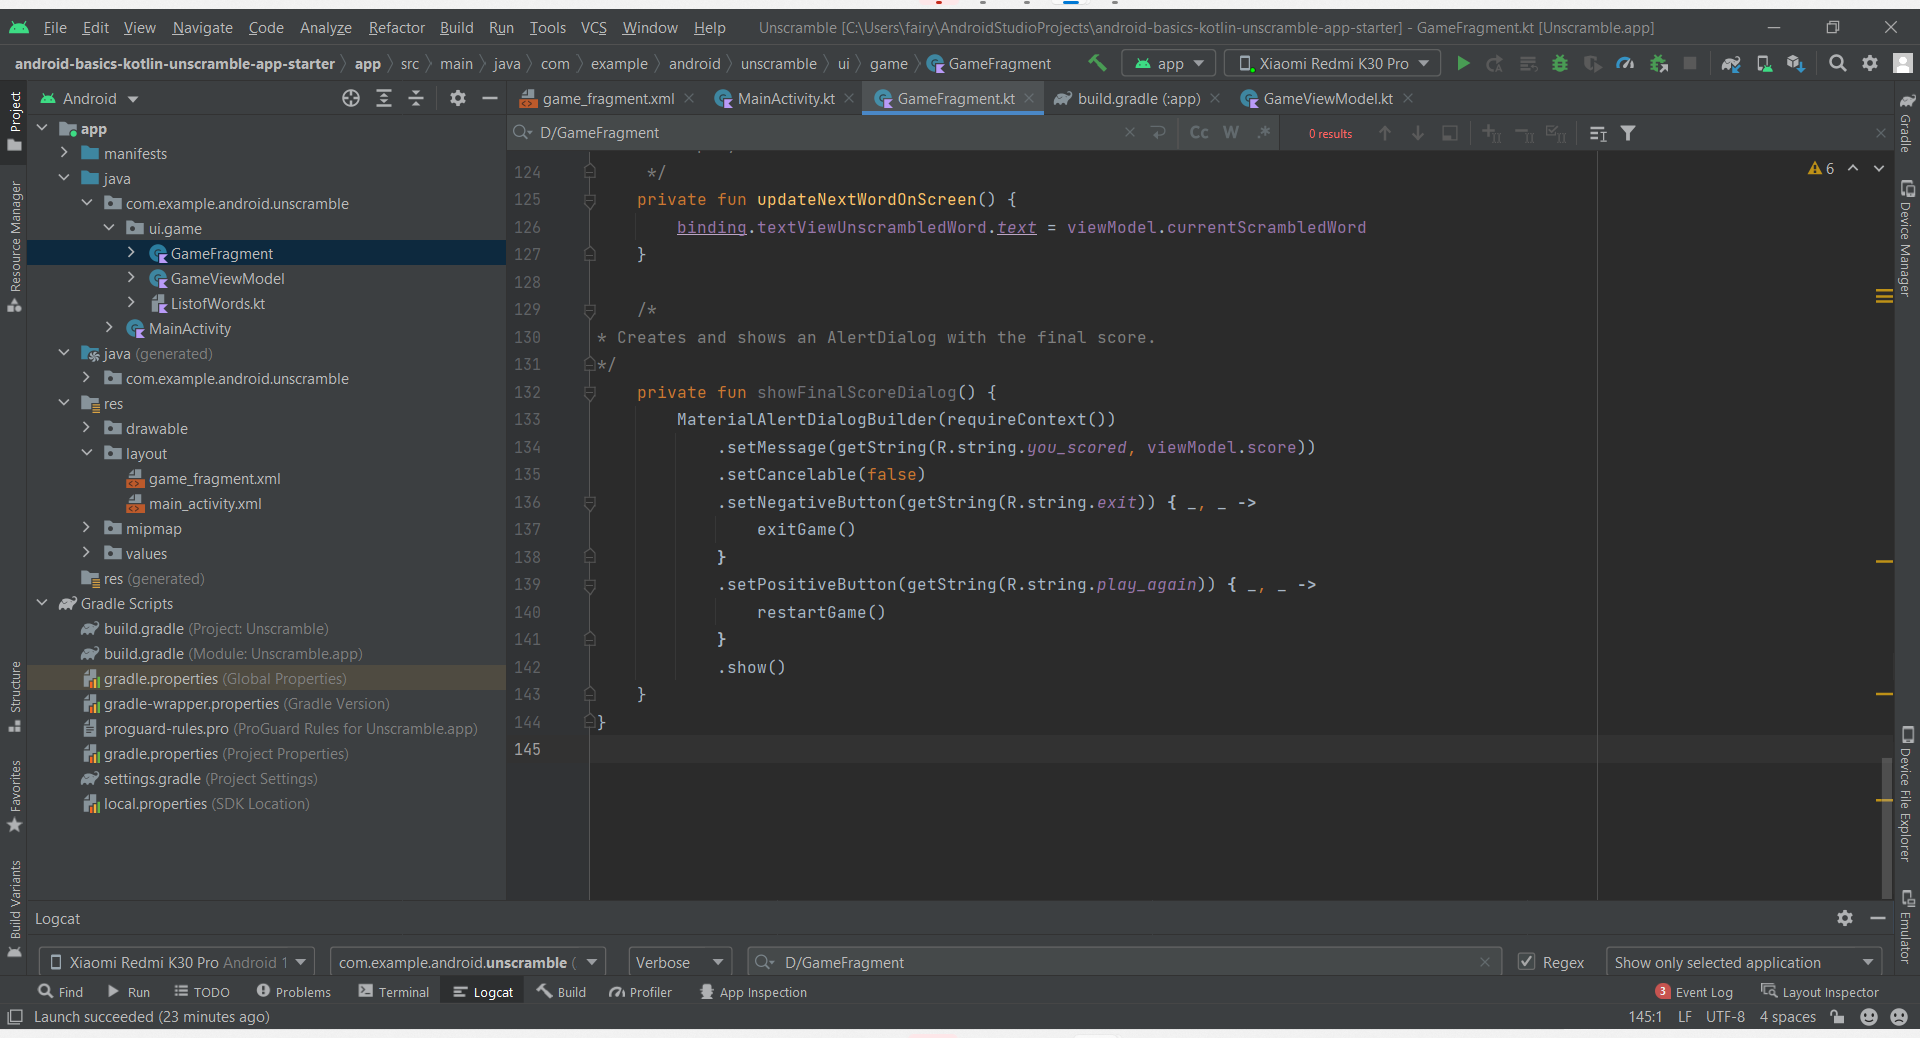 File Edit View Navigate Code Analyze Refactor Build Run Tools VCS Window Help Unscramble [C:\Users\fairy\AndroidStudioProjects\android-basics-kotlin-unscramble-app-starter] - GameFragment.kt [Unscramble.app]
android-basics-kotlin-unscramble-app-starter app src main java com example android unscramble ui game GameFragment app Xiaomi Redmi K30 Pro
Android
game_fragment.xml MainActivity.kt GameFragment.kt build.gradle (:app) GameViewModel.kt
D/GameFragment Cc W .* 0 results
6
Project
Resource Manager
Structure
Favorites
Build Variants
app
manifests
java
com.example.android.unscramble
ui.game
GameFragment
GameViewModel
ListofWords.kt
MainActivity
java (generated)
com.example.android.unscramble
res
drawable
layout
game_fragment.xml
main_activity.xml
mipmap
values
res (generated)
Gradle Scripts
build.gradle (Project: Unscramble)
build.gradle (Module: Unscramble.app)
gradle.properties (Global Properties)
gradle-wrapper.properties (Gradle Version)
proguard-rules.pro (ProGuard Rules for Unscramble.app)
gradle.properties (Project Properties)
settings.gradle (Project Settings)
local.properties (SDK Location)
124 */
125 private fun updateNextWordOnScreen() {
126 binding.textViewUnscrambledWord.text = viewModel.currentScrambledWord
127 }
128
129 /*
130 * Creates and shows an AlertDialog with the final score.
131 */
132 private fun showFinalScoreDialog() {
133 MaterialAlertDialogBuilder(requireContext())
134 .setMessage(getString(R.string.you_scored, viewModel.score))
135 .setCancelable(false)
136 .setNegativeButton(getString(R.string.exit)) { _, _ ->
137 exitGame()
138 }
139 .setPositiveButton(getString(R.string.play_again)) { _, _ ->
140 restartGame()
141 }
142 .show()
143 }
144 }
145
Gradle
Device Manager
Device File Explorer
Emulator
Logcat
Xiaomi Redmi K30 Pro Android 1 com.example.android.unscramble ( Verbose D/GameFragment Regex Show only selected application
Find Run TODO Problems Terminal Logcat Build Profiler App Inspection 3 Event Log Layout Inspector
Launch succeeded (23 minutes ago) 145:1 LF UTF-8 4 spaces